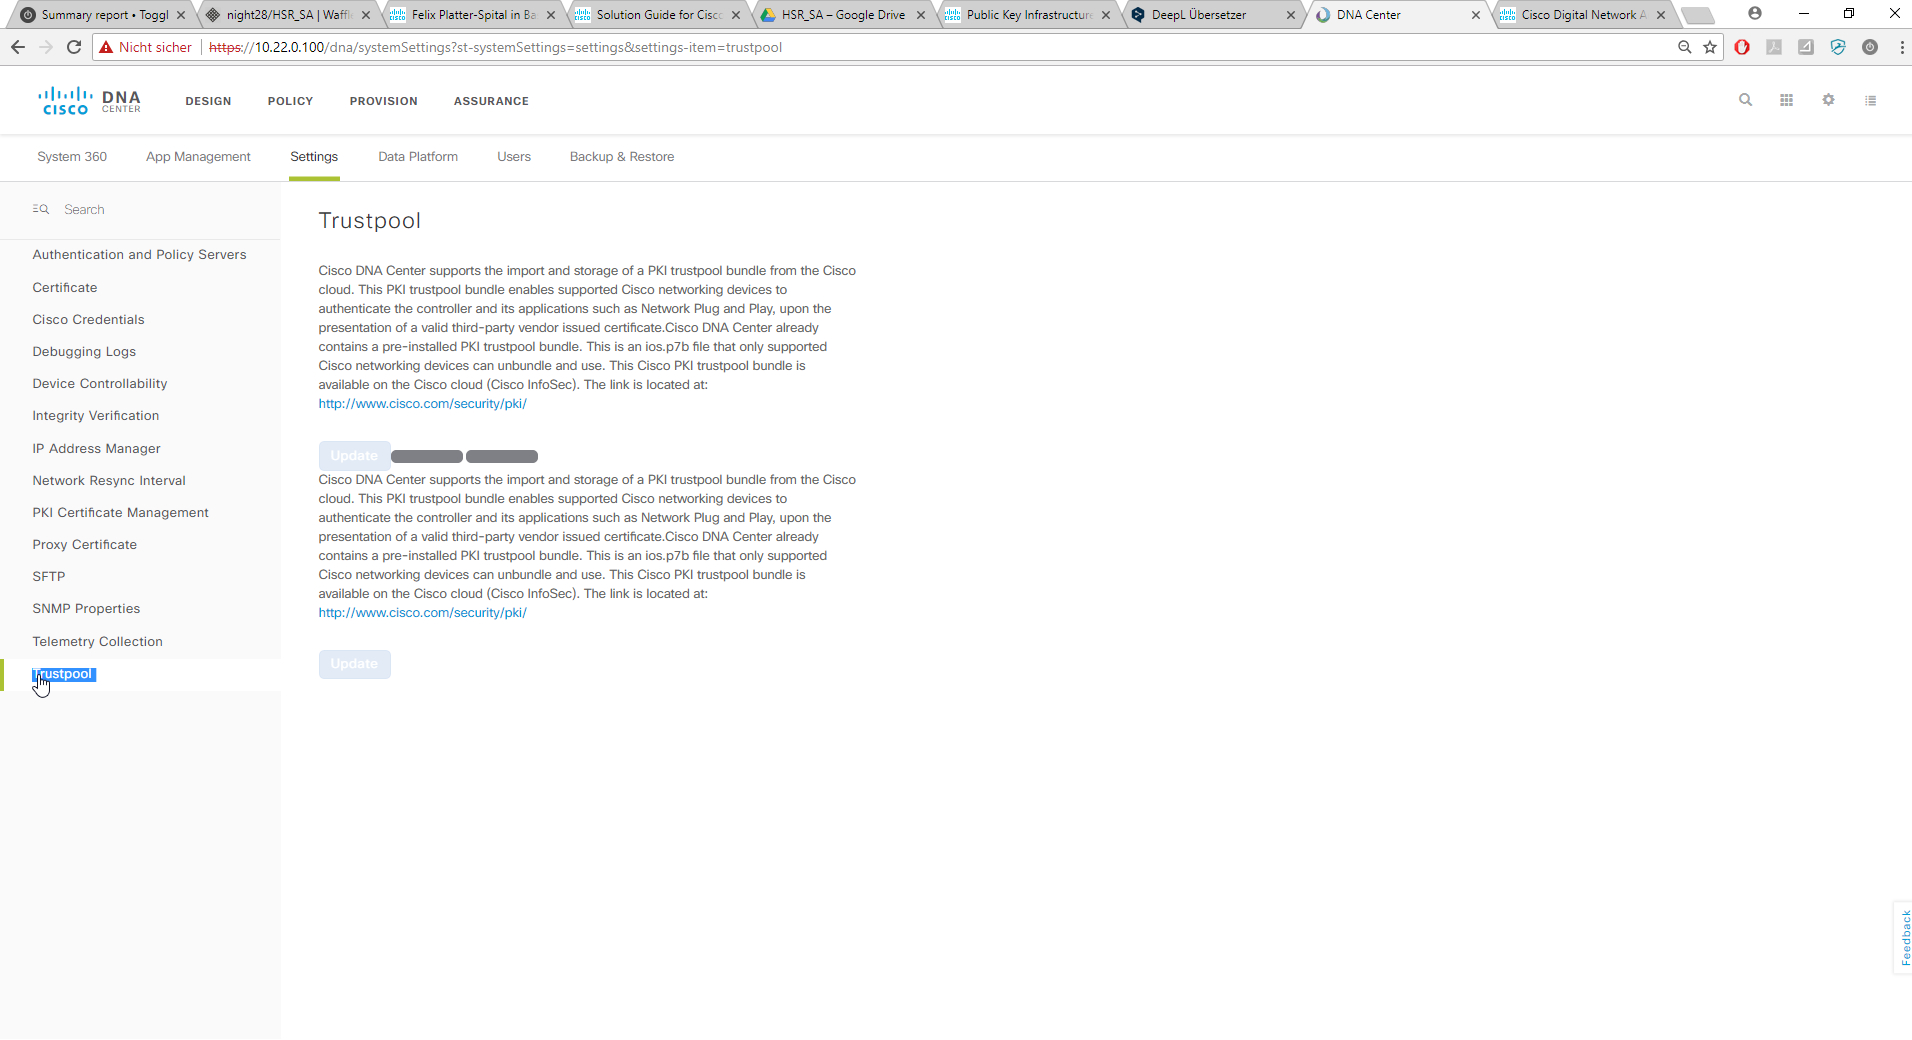 Summary report • Toggl
night28/HSR_SA | Waffl
Felix Platter-Spital in Ba
Solution Guide for Cisco
HSR_SA – Google Drive
Public Key Infrastructure
DeepL Übersetzer
DNA Center
Cisco Digital Network A
Nicht sicher
https://10.22.0.100/dna/systemSettings?st-systemSettings=settings&settings-item=trustpool
CISCO
DNA
CENTER
DESIGN
POLICY
PROVISION
ASSURANCE
System 360
App Management
Settings
Data Platform
Users
Backup & Restore
Search
Authentication and Policy Servers
Certificate
Cisco Credentials
Debugging Logs
Device Controllability
Integrity Verification
IP Address Manager
Network Resync Interval
PKI Certificate Management
Proxy Certificate
SFTP
SNMP Properties
Telemetry Collection
Trustpool
Trustpool
Cisco DNA Center supports the import and storage of a PKI trustpool bundle from the Cisco
cloud. This PKI trustpool bundle enables supported Cisco networking devices to
authenticate the controller and its applications such as Network Plug and Play, upon the
presentation of a valid third-party vendor issued certificate.Cisco DNA Center already
contains a pre-installed PKI trustpool bundle. This is an ios.p7b file that only supported
Cisco networking devices can unbundle and use. This Cisco PKI trustpool bundle is
available on the Cisco cloud (Cisco InfoSec). The link is located at:
http://www.cisco.com/security/pki/
Update
Cisco DNA Center supports the import and storage of a PKI trustpool bundle from the Cisco
cloud. This PKI trustpool bundle enables supported Cisco networking devices to
authenticate the controller and its applications such as Network Plug and Play, upon the
presentation of a valid third-party vendor issued certificate.Cisco DNA Center already
contains a pre-installed PKI trustpool bundle. This is an ios.p7b file that only supported
Cisco networking devices can unbundle and use. This Cisco PKI trustpool bundle is
available on the Cisco cloud (Cisco InfoSec). The link is located at:
http://www.cisco.com/security/pki/
Update
Feedback